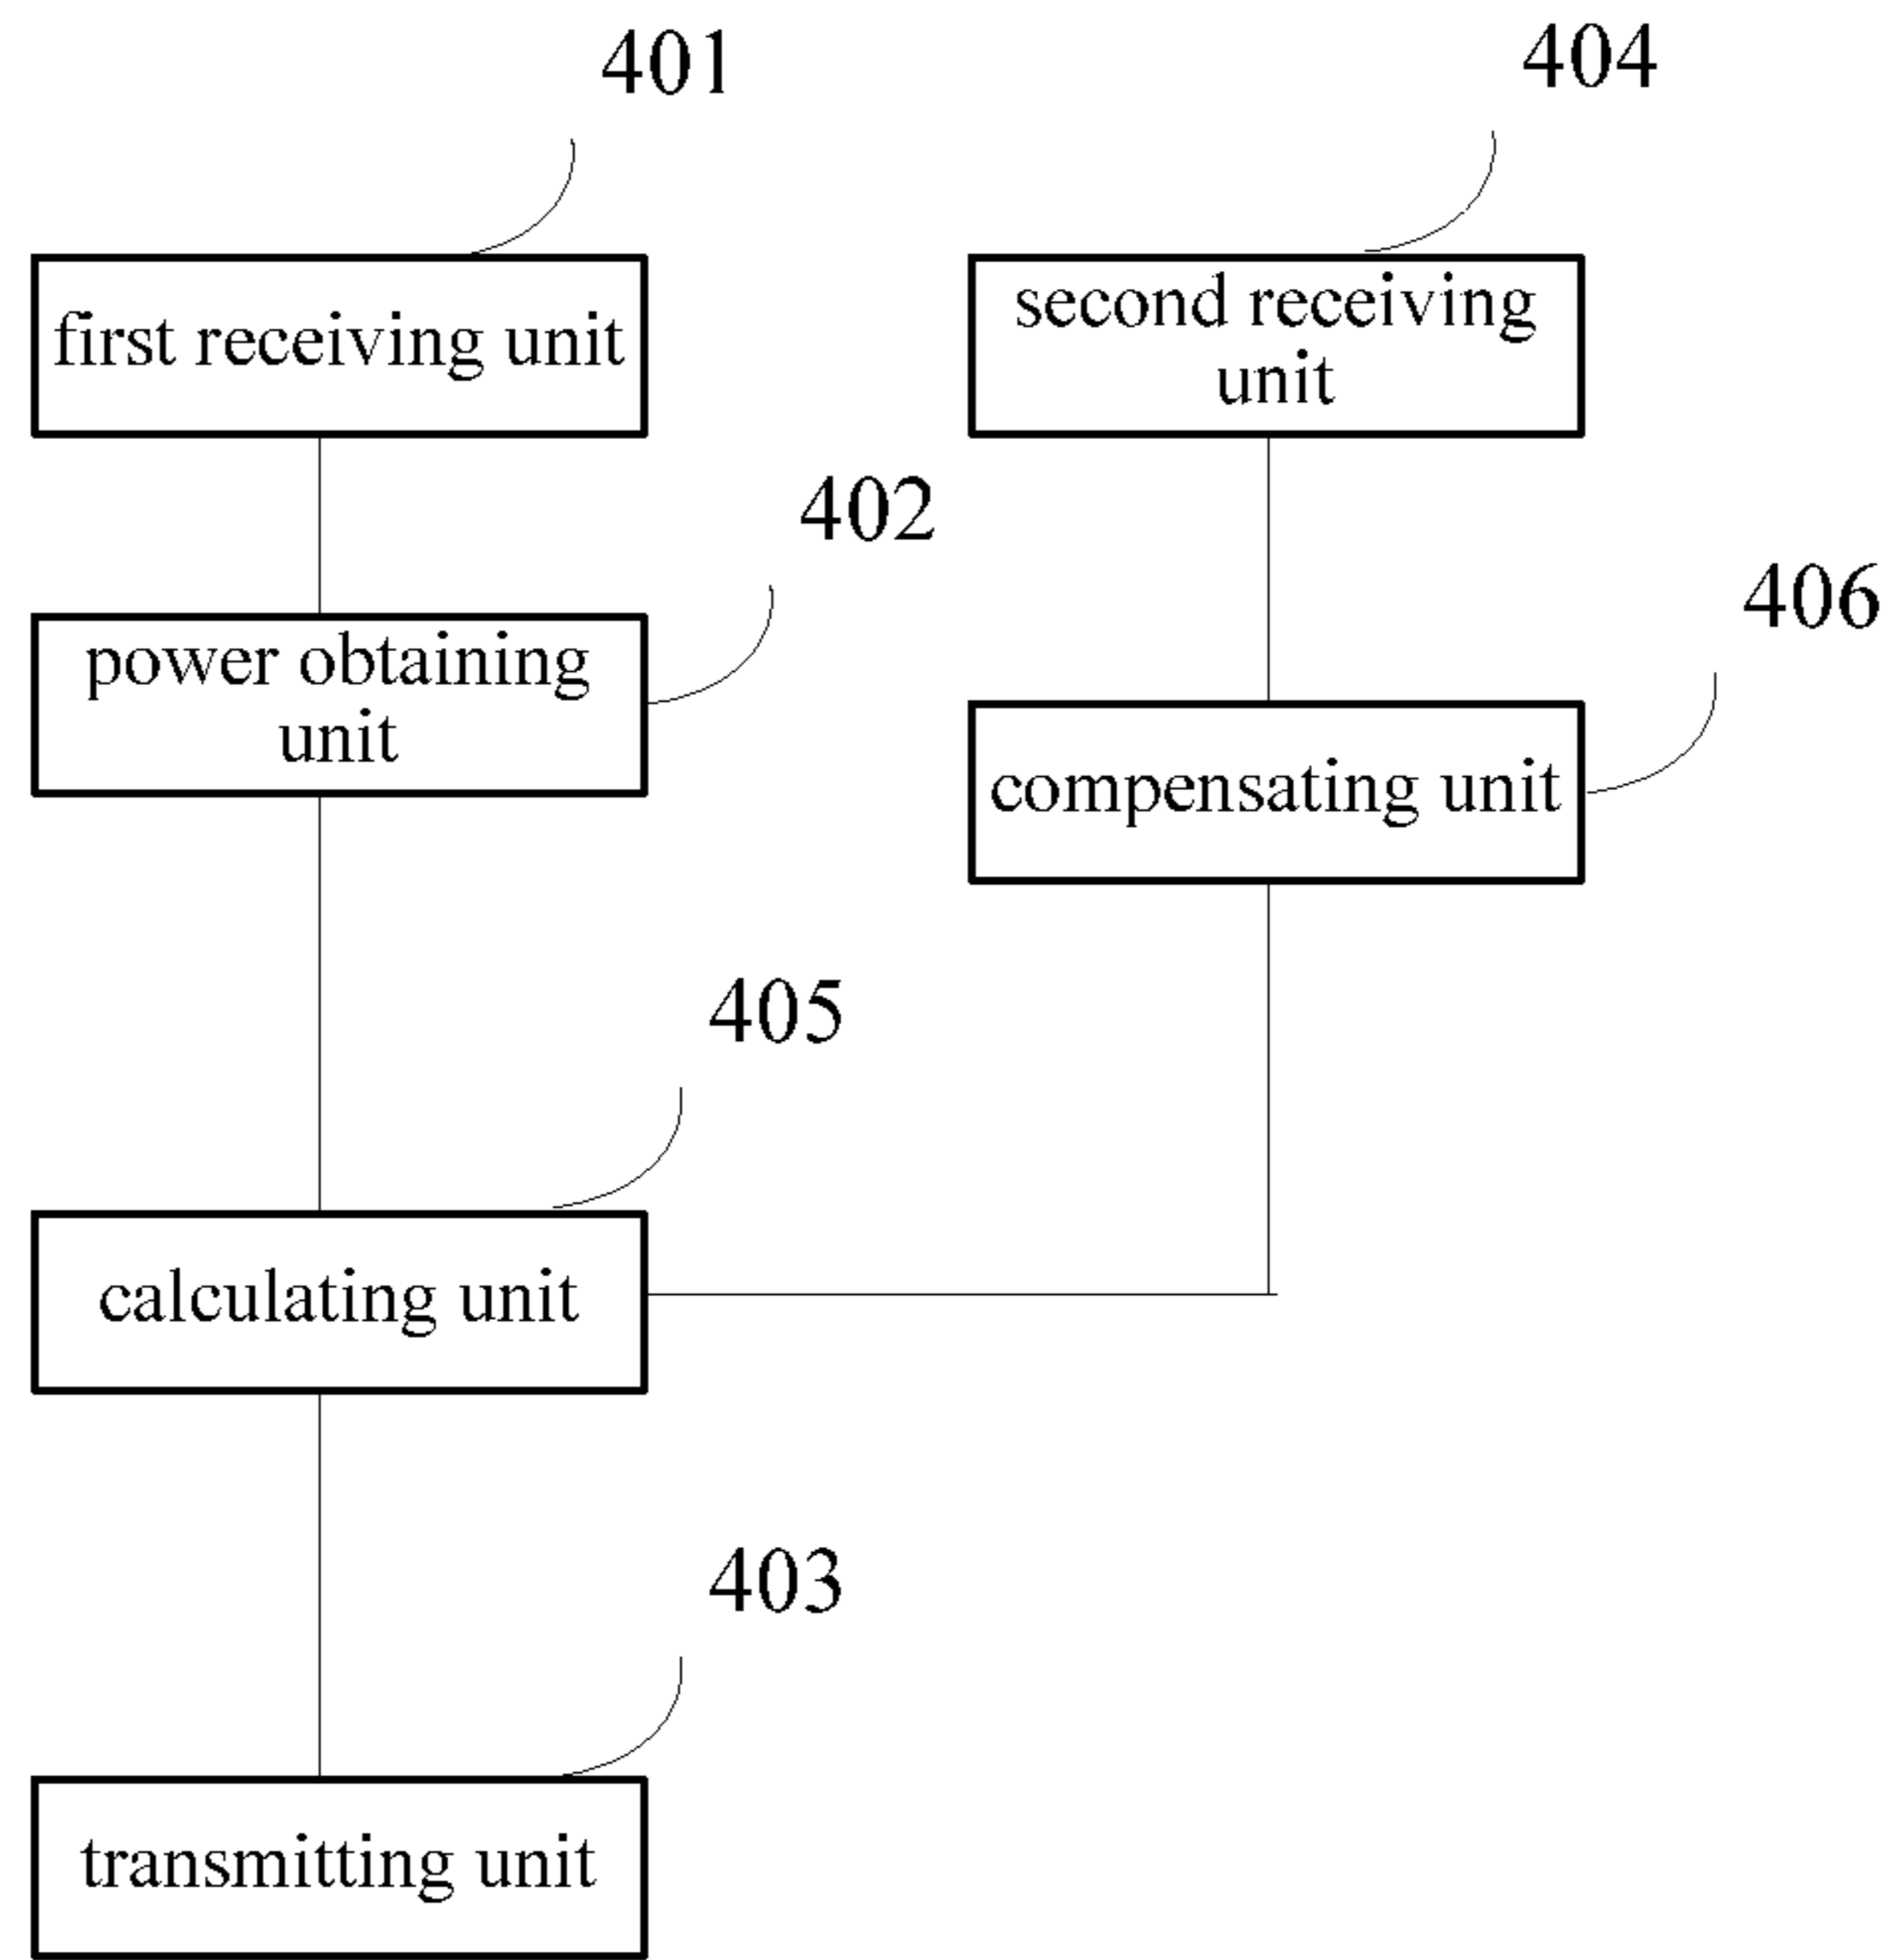 401
404
first receiving unit
second receiving
unit
402
406
power obtaining
unit
compensating unit
405
calculating unit
403
transmitting unit